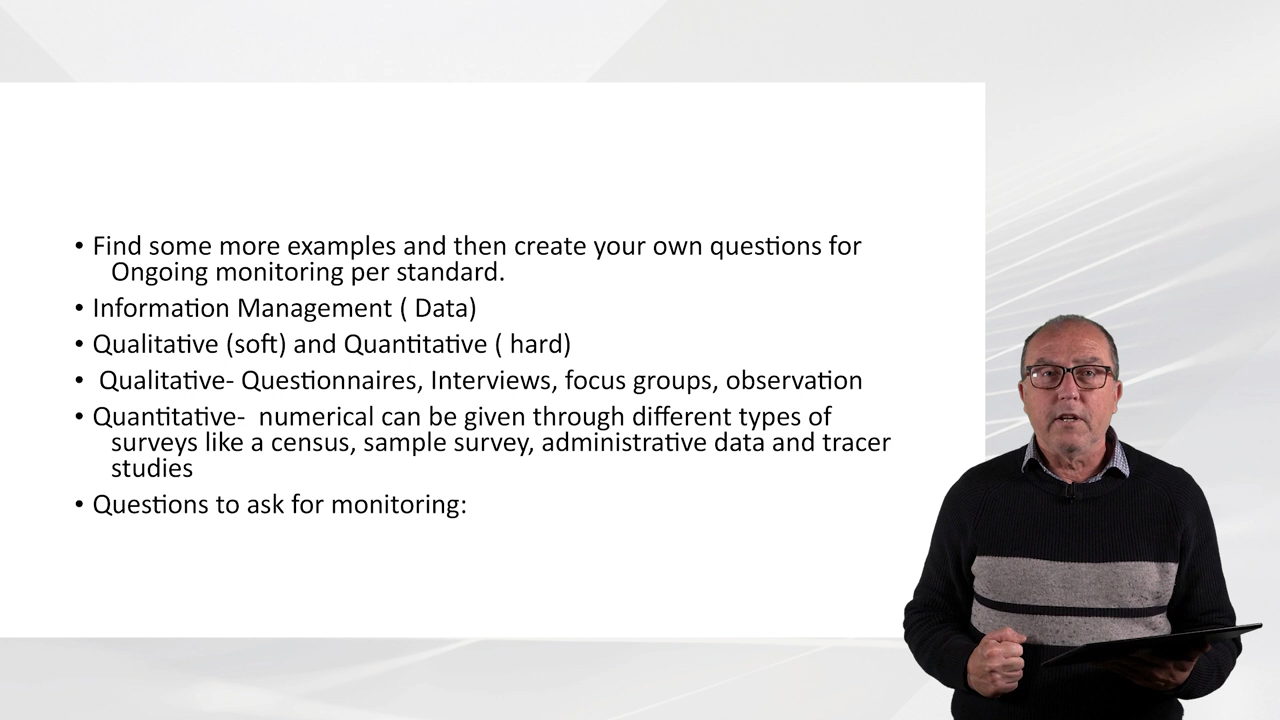 • Find some more examples and then create your own questions for
Ongoing monitoring per standard.
• Information Management ( Data)
• Qualitative (soft) and Quantitative ( hard)
• Qualitative- Questionnaires, Interviews, focus groups, observation
• Quantitative- numerical can be given through different types of
surveys like a census, sample survey, administrative data and tracer
studies
• Questions to ask for monitoring: